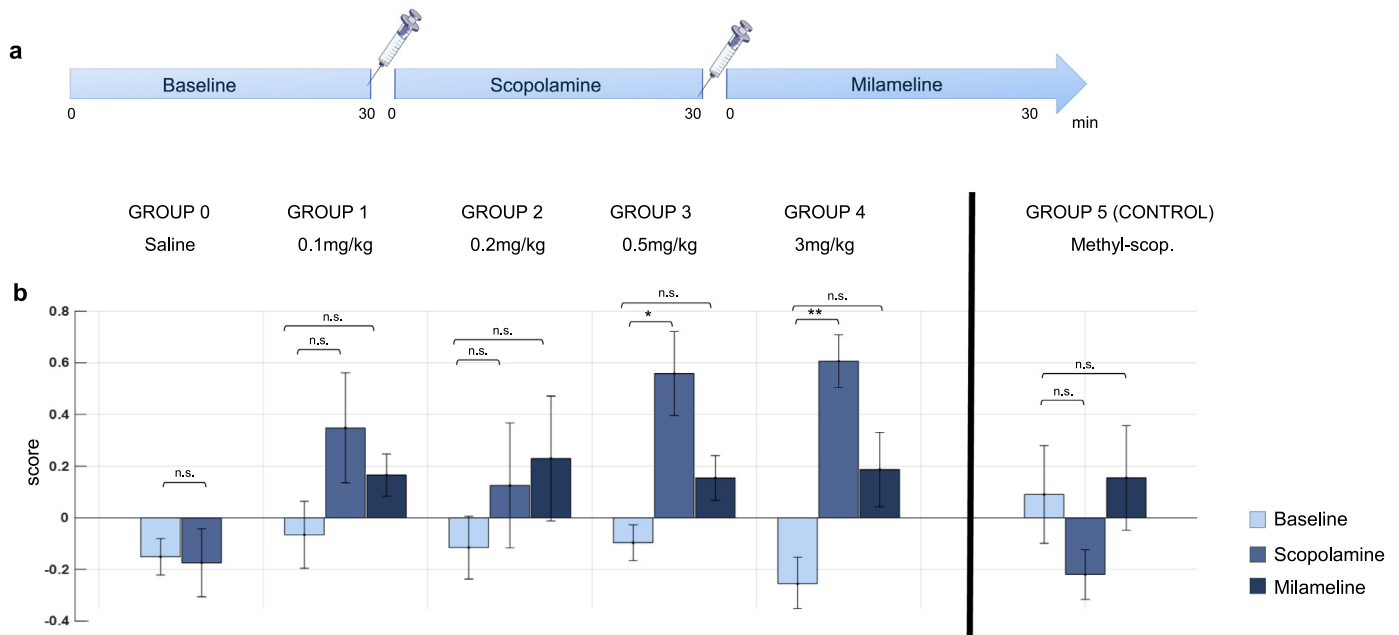 a
Baseline Scopolamine Milameline
0 30 0 30 0 30 min
GROUP 0 GROUP 1 GROUP 2 GROUP 3 GROUP 4 GROUP 5 (CONTROL)
Saline 0.1mg/kg 0.2mg/kg 0.5mg/kg 3mg/kg Methyl-scop.
b
n.s. n.s.
0.8
n.s. n.s. * **
n.s. n.s.
0.6
n.s.
n.s.
0.4
n.s.
score
0.2
0
-0.2
-0.4
Baseline
Scopolamine
Milameline